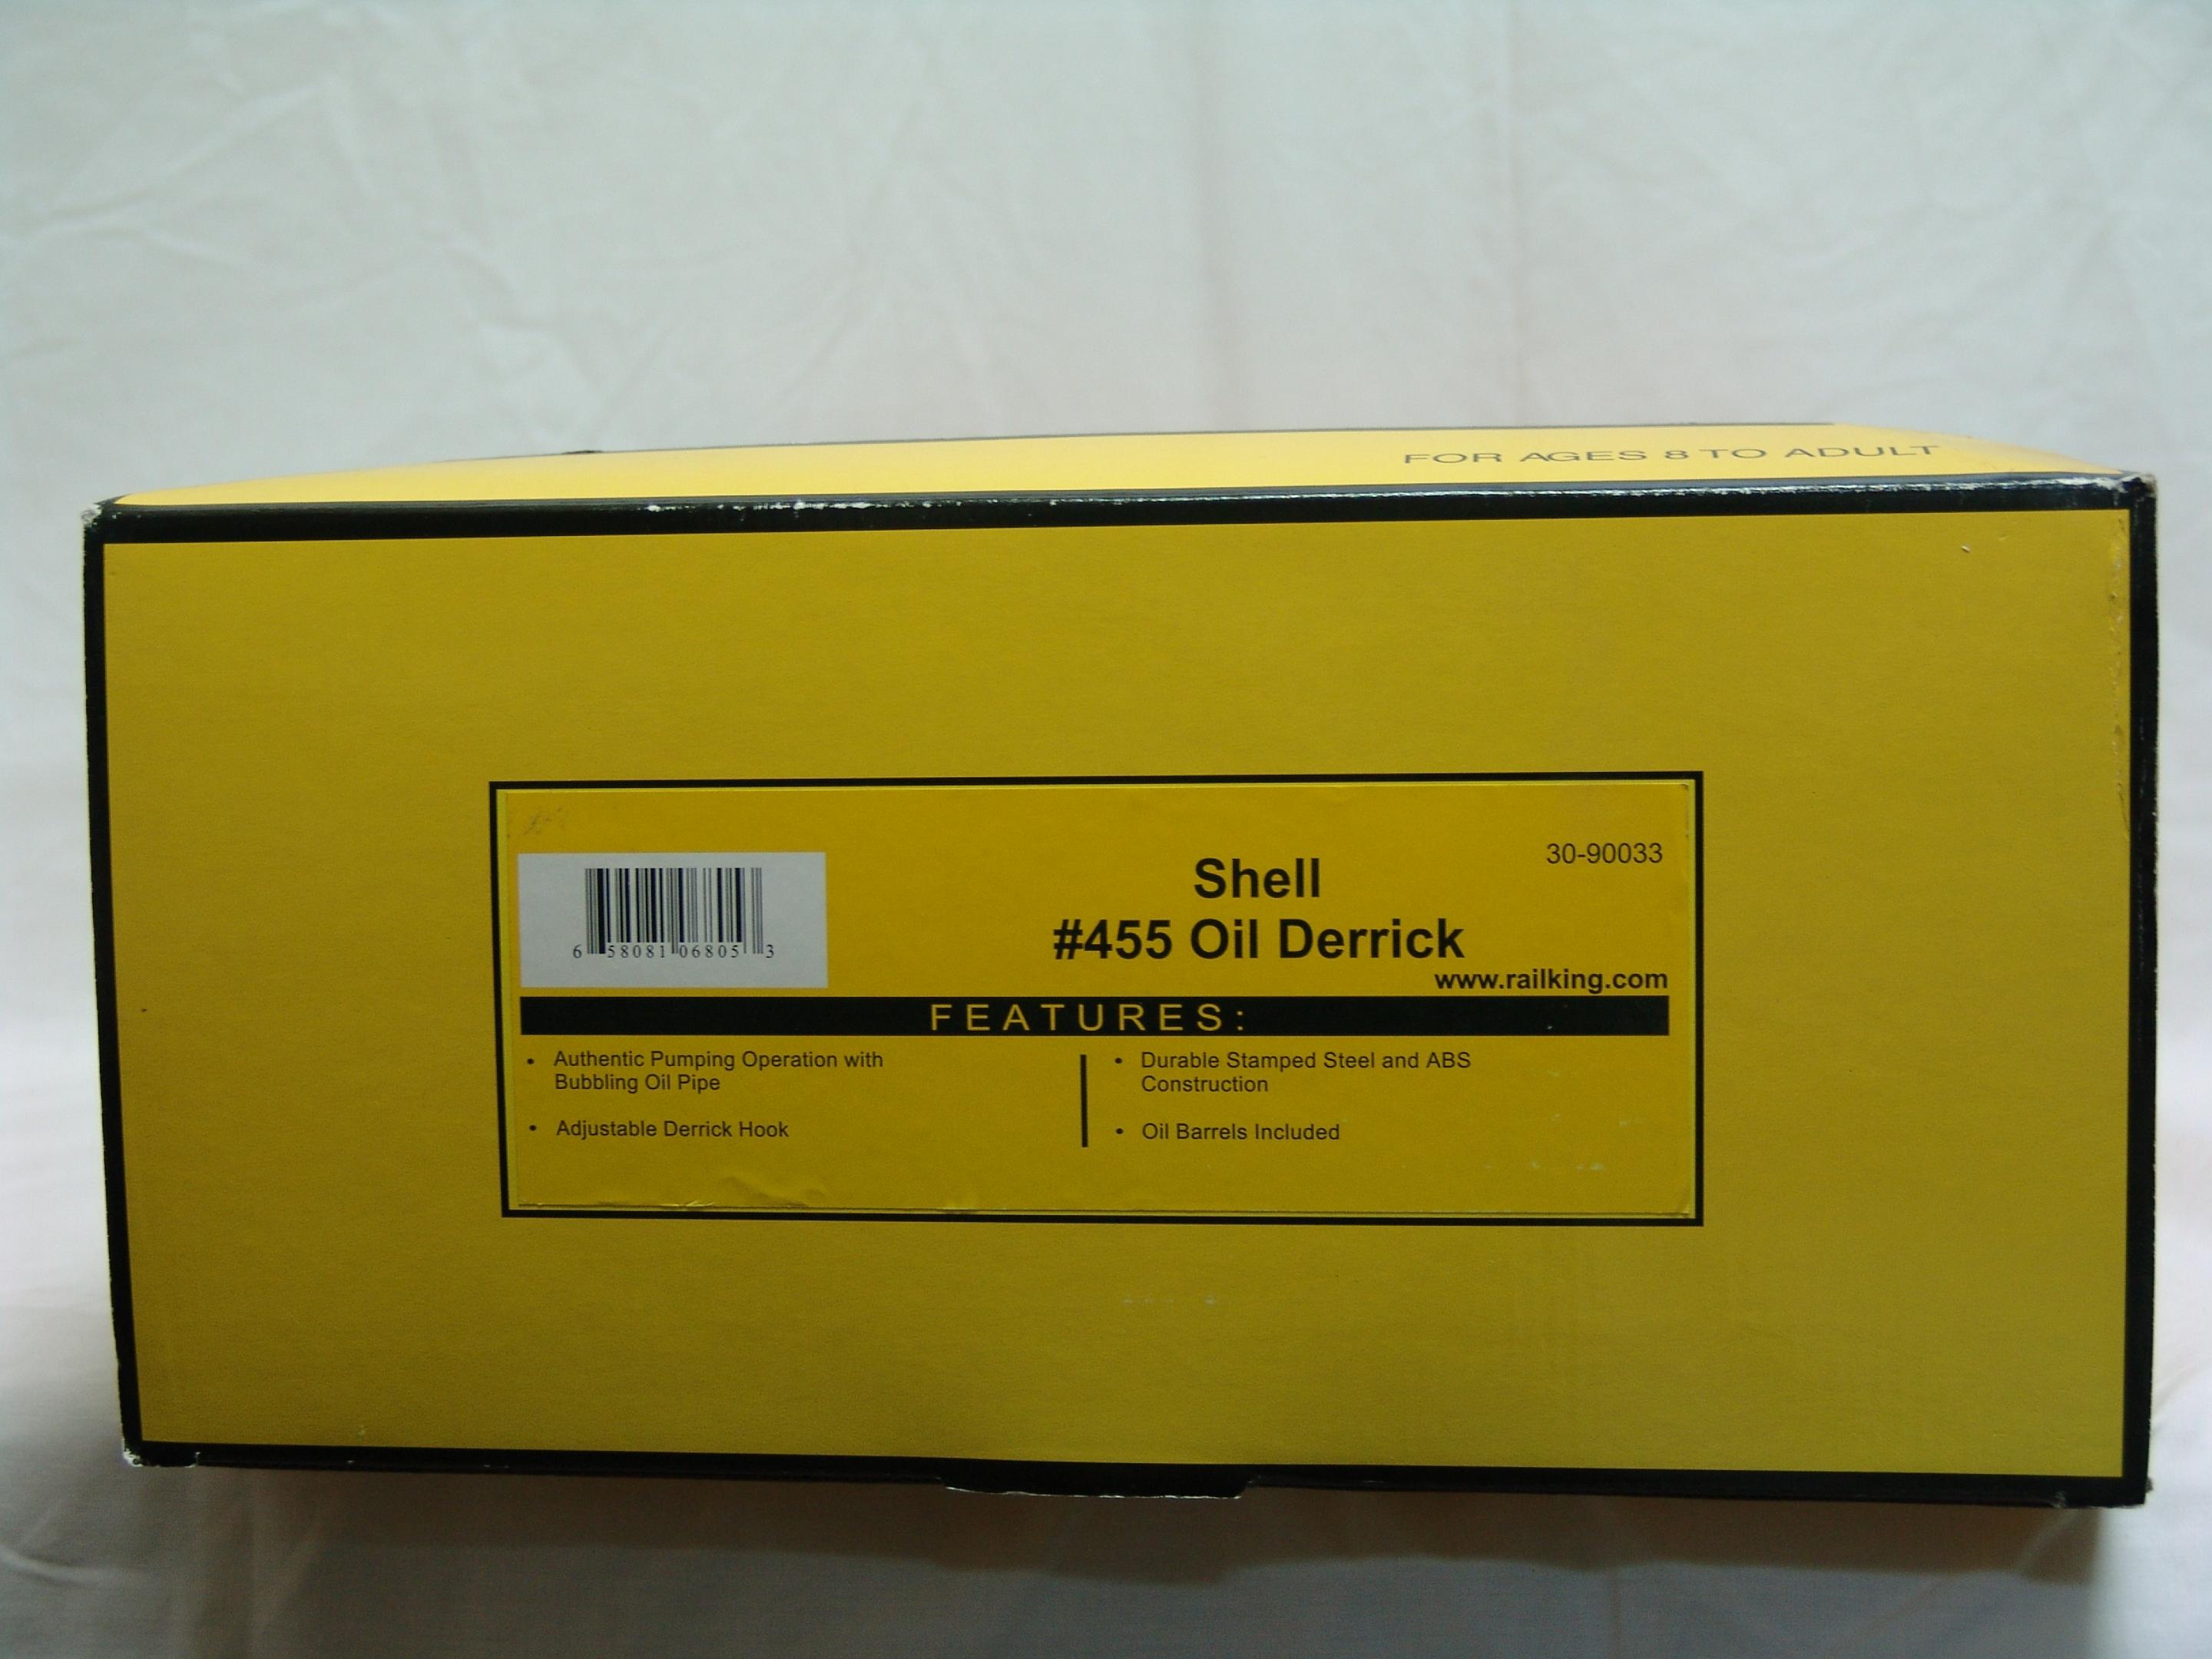 FOR AGES 8 TO ADULT
30-90033
Shell
#455 Oil Derrick
www.railking.com
6 58081 06805 3
FEATURES:
• Authentic Pumping Operation with
Bubbling Oil Pipe
• Adjustable Derrick Hook
• Durable Stamped Steel and ABS
Construction
• Oil Barrels Included